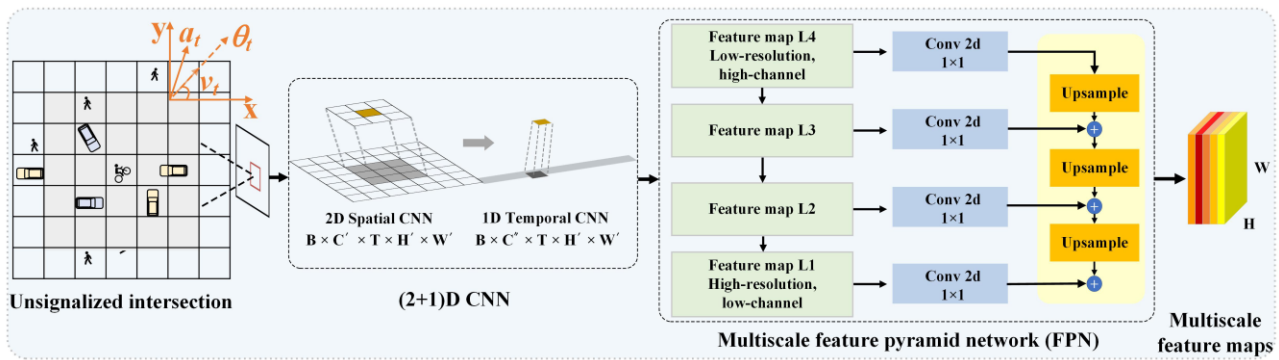 y
a_t
θ_t
v_t
x
Unsignalized intersection
2D Spatial CNN
B × C′ × T × H′ × W′
1D Temporal CNN
B × C″ × T × H′ × W′
(2+1)D CNN
Feature map L4
Low-resolution,
high-channel
Conv 2d
1×1
Upsample
Feature map L3
Conv 2d
1×1
+
Upsample
Feature map L2
Conv 2d
1×1
+
Upsample
Feature map L1
High-resolution,
low-channel
Conv 2d
1×1
+
Multiscale feature pyramid network (FPN)
W
H
Multiscale
feature maps